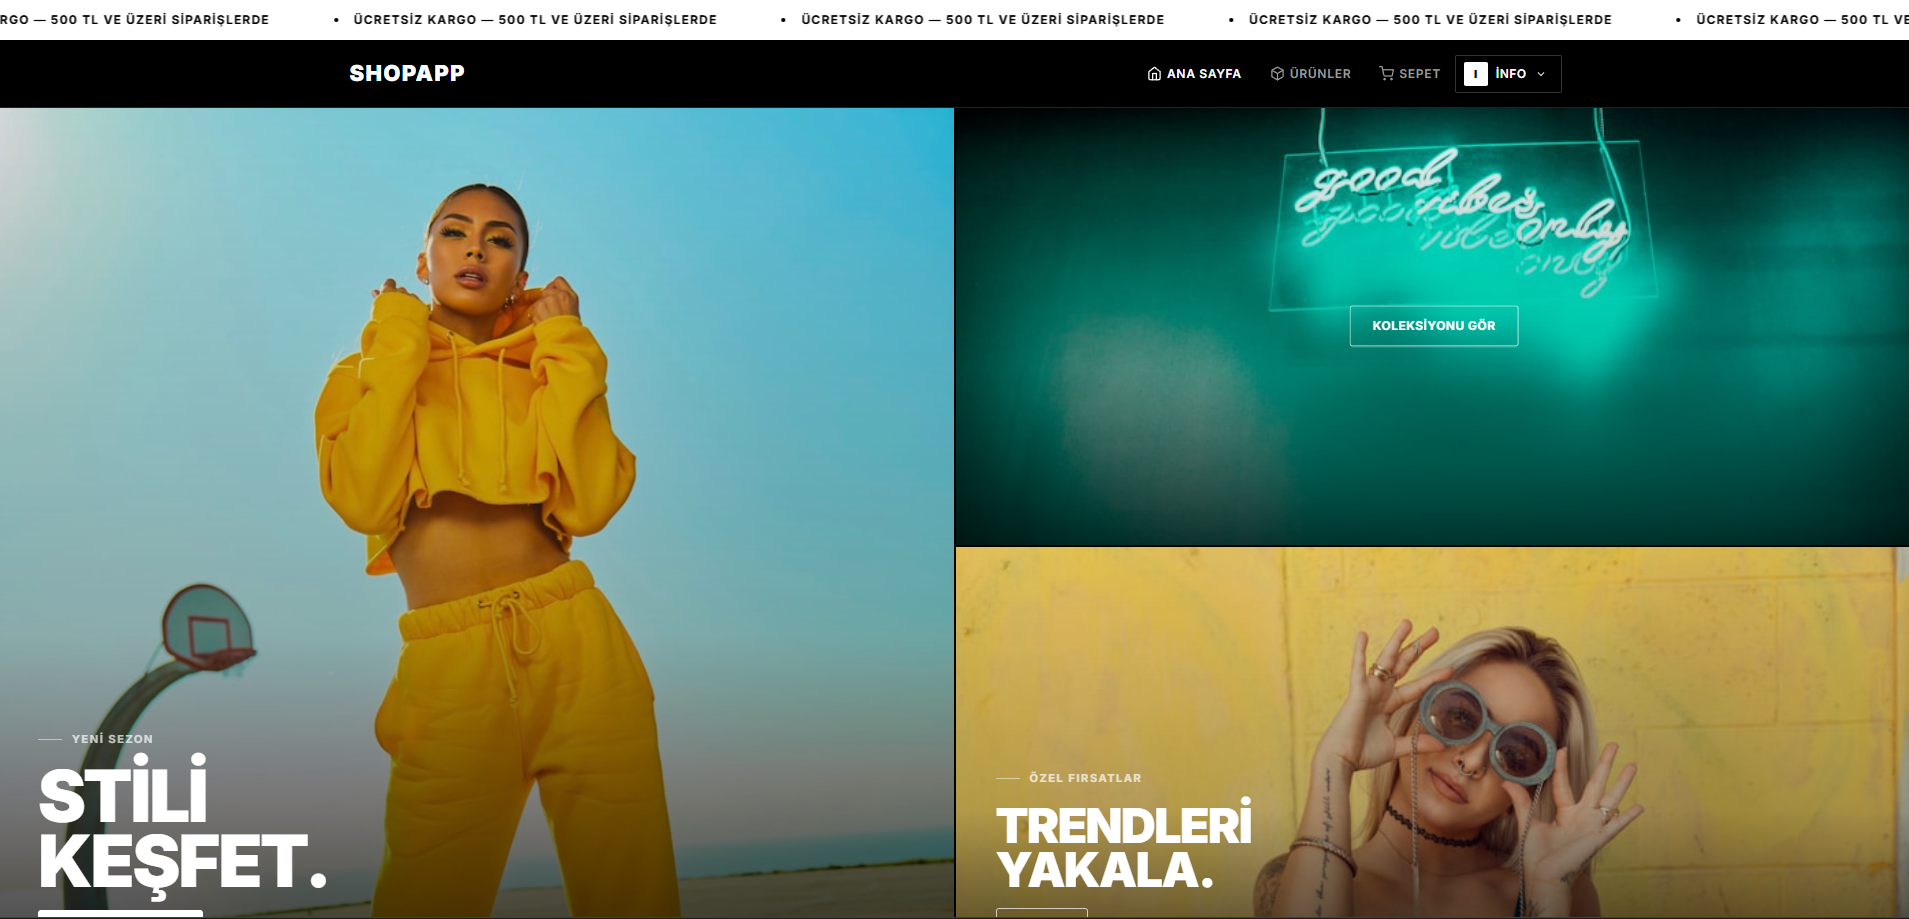 RGO — 500 TL VE ÜZERİ SİPARİŞLERDE • ÜCRETSİZ KARGO — 500 TL VE ÜZERİ SİPARİŞLERDE • ÜCRETSİZ KARGO — 500 TL VE ÜZERİ SİPARİŞLERDE • ÜCRETSİZ KARGO — 500 TL VE ÜZERİ SİPARİŞLERDE • ÜCRETSİZ KARGO — 500 TL VE
SHOPAPP ANA SAYFA ÜRÜNLER SEPET I İNFO
good
vibes
only
KOLEKSİYONU GÖR
YENİ SEZON
STİLİ
KEŞFET.
ÖZEL FIRSATLAR
TRENDLERİ
YAKALA.